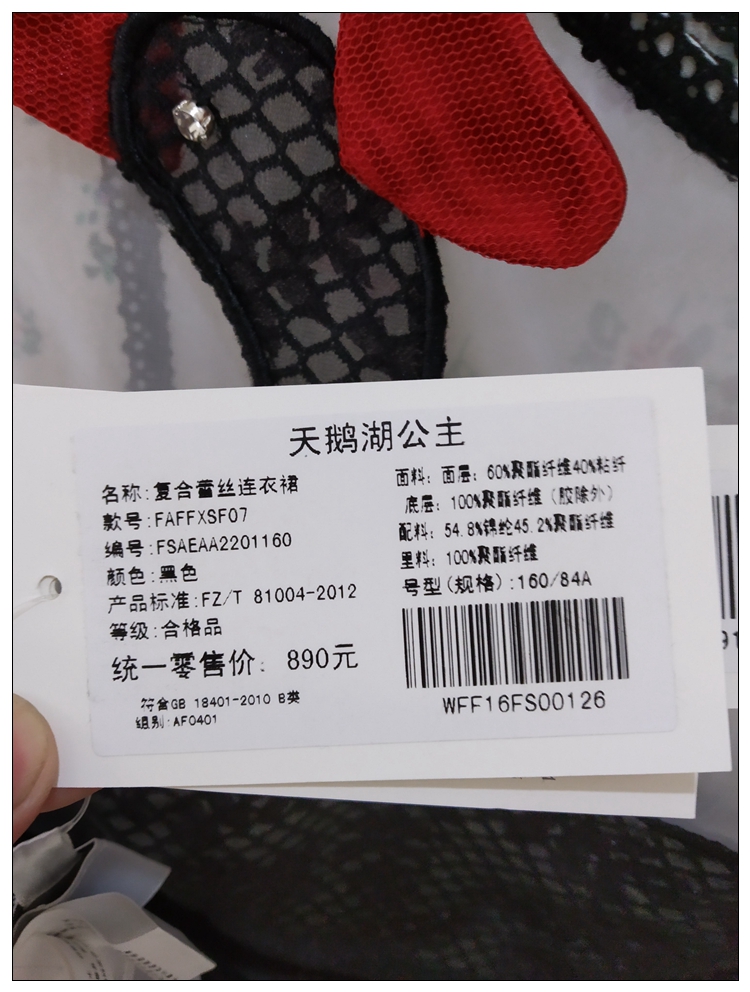 天鹅湖公主
名称:复合蕾丝连衣裙
款号:FAFFXSF07
编号:FSAEAA2201160
颜色:黑色
产品标准:FZ/T 81004-2012
等级:合格品
统一零售价: 890元
符合GB 18401-2010 B类
组别:AF0401
面料: 面层: 60%聚酯纤维40%粘纤
底层: 100%聚酯纤维 (胶除外)
配料: 54.8%锦纶45.2%聚酯纤维
里料: 100%聚酯纤维
号型(规格):160/84A
WFF16FS00126
91